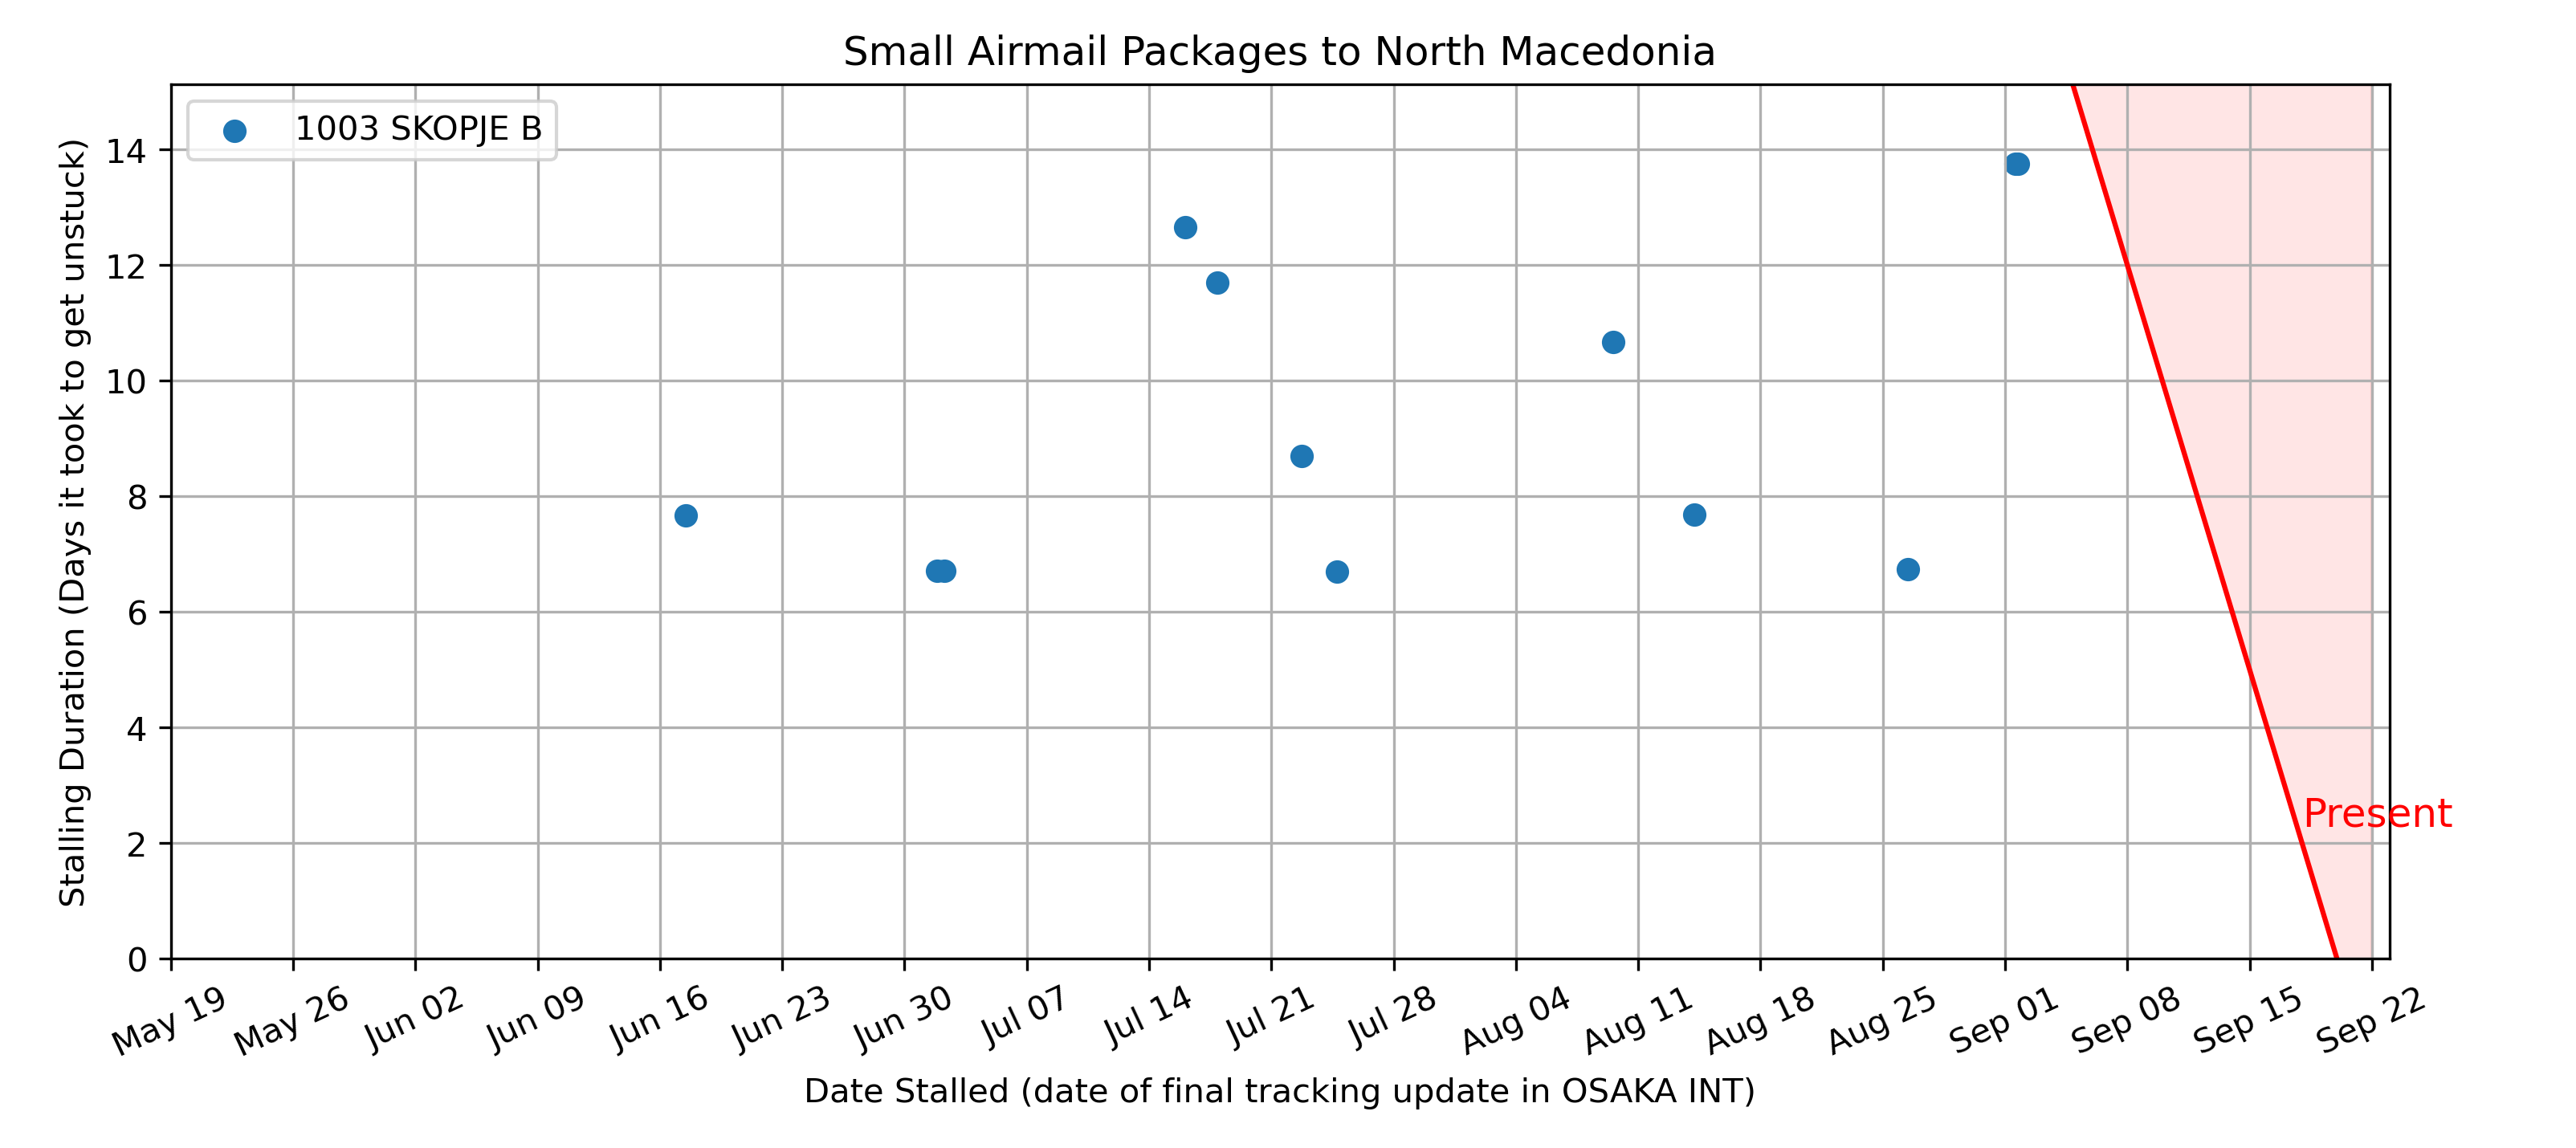 Small Airmail Packages to North Macedonia
1003 SKOPJE B
Stalling Duration (Days it took to get unstuck)
14
12
10
8
6
4
2
0
Present
May 19
May 26
Jun 02
Jun 09
Jun 16
Jun 23
Jun 30
Jul 07
Jul 14
Jul 21
Jul 28
Aug 04
Aug 11
Aug 18
Aug 25
Sep 01
Sep 08
Sep 15
Sep 22
Date Stalled (date of final tracking update in OSAKA INT)